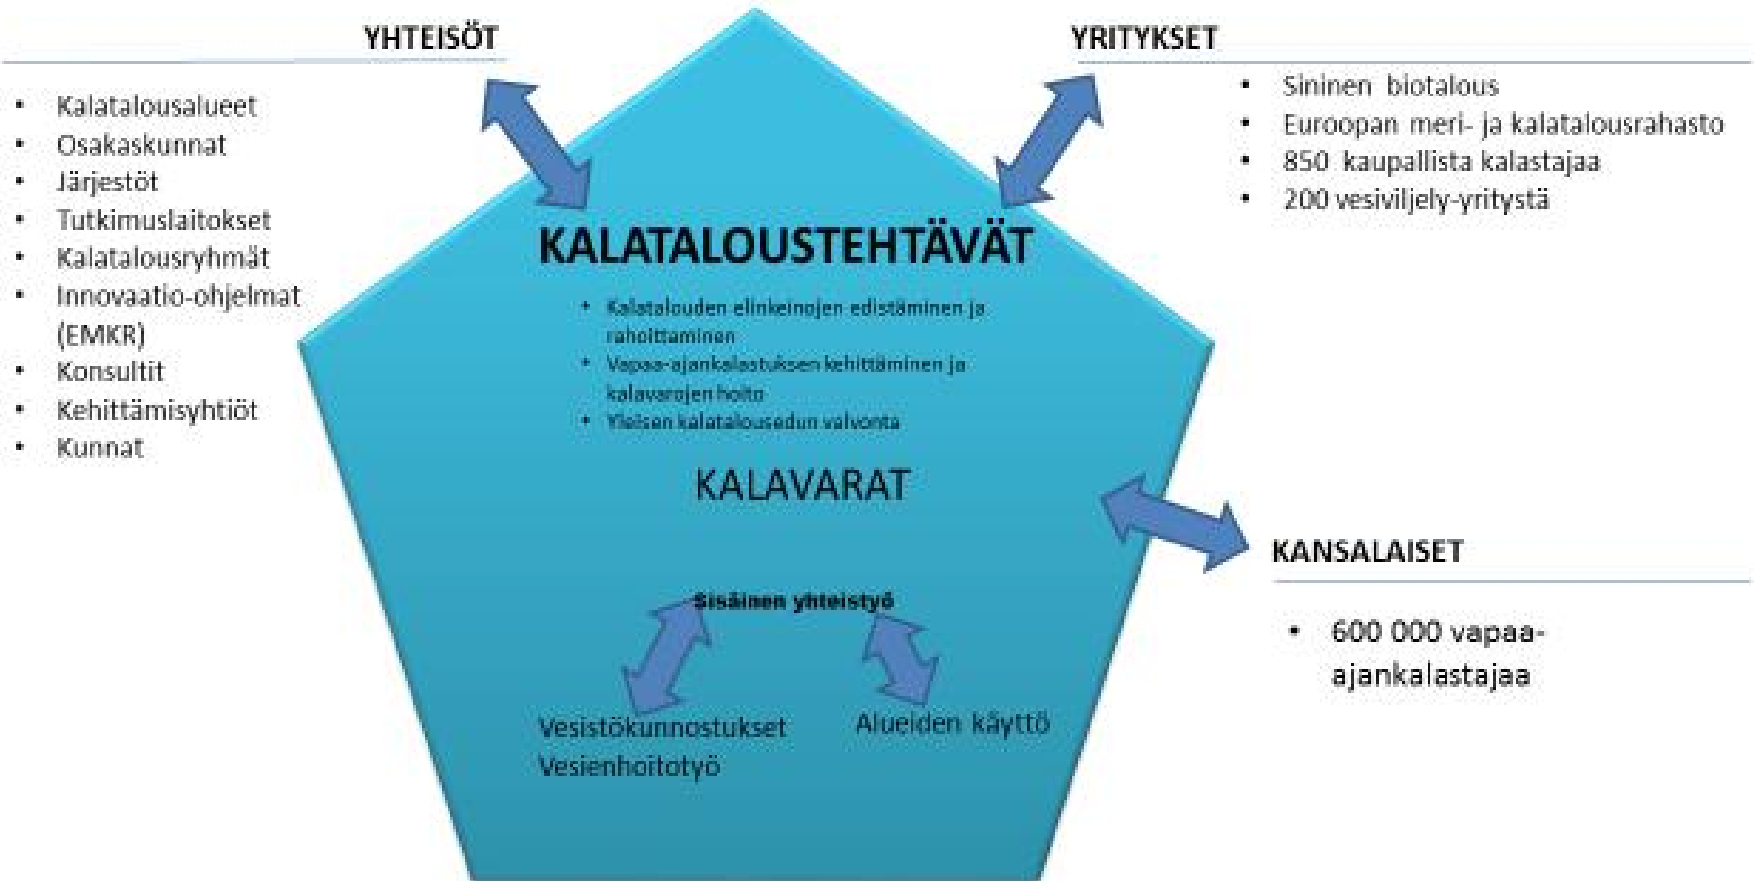 YHTEISÖT
• Kalatalousalueet
• Osakaskunnat
• Järjestöt
• Tutkimuslaitokset
• Kalatalousryhmät
• Innovaatio-ohjelmat
(EMKR)
• Konsultit
• Kehittämisyhtiöt
• Kunnat
YRITYKSET
• Sininen biotalous
• Euroopan meri- ja kalatalousrahasto
• 850 kaupallista kalastajaa
• 200 vesiviljely-yritystä
KALATALOUSTEHTÄVÄT
• Kalatalouden elinkeinojen edistäminen ja
rahoittaminen
• Vapaa-ajankalastuksen kehittäminen ja
kalavarojen hoito
• Yleisen kalatalousedun valvonta
KALAVARAT
KANSALAISET
• 600 000 vapaa-
ajankalastajaa
Sisäinen yhteistyö
Vesistökunnostukset
Vesienhoitotyö
Alueiden käyttö